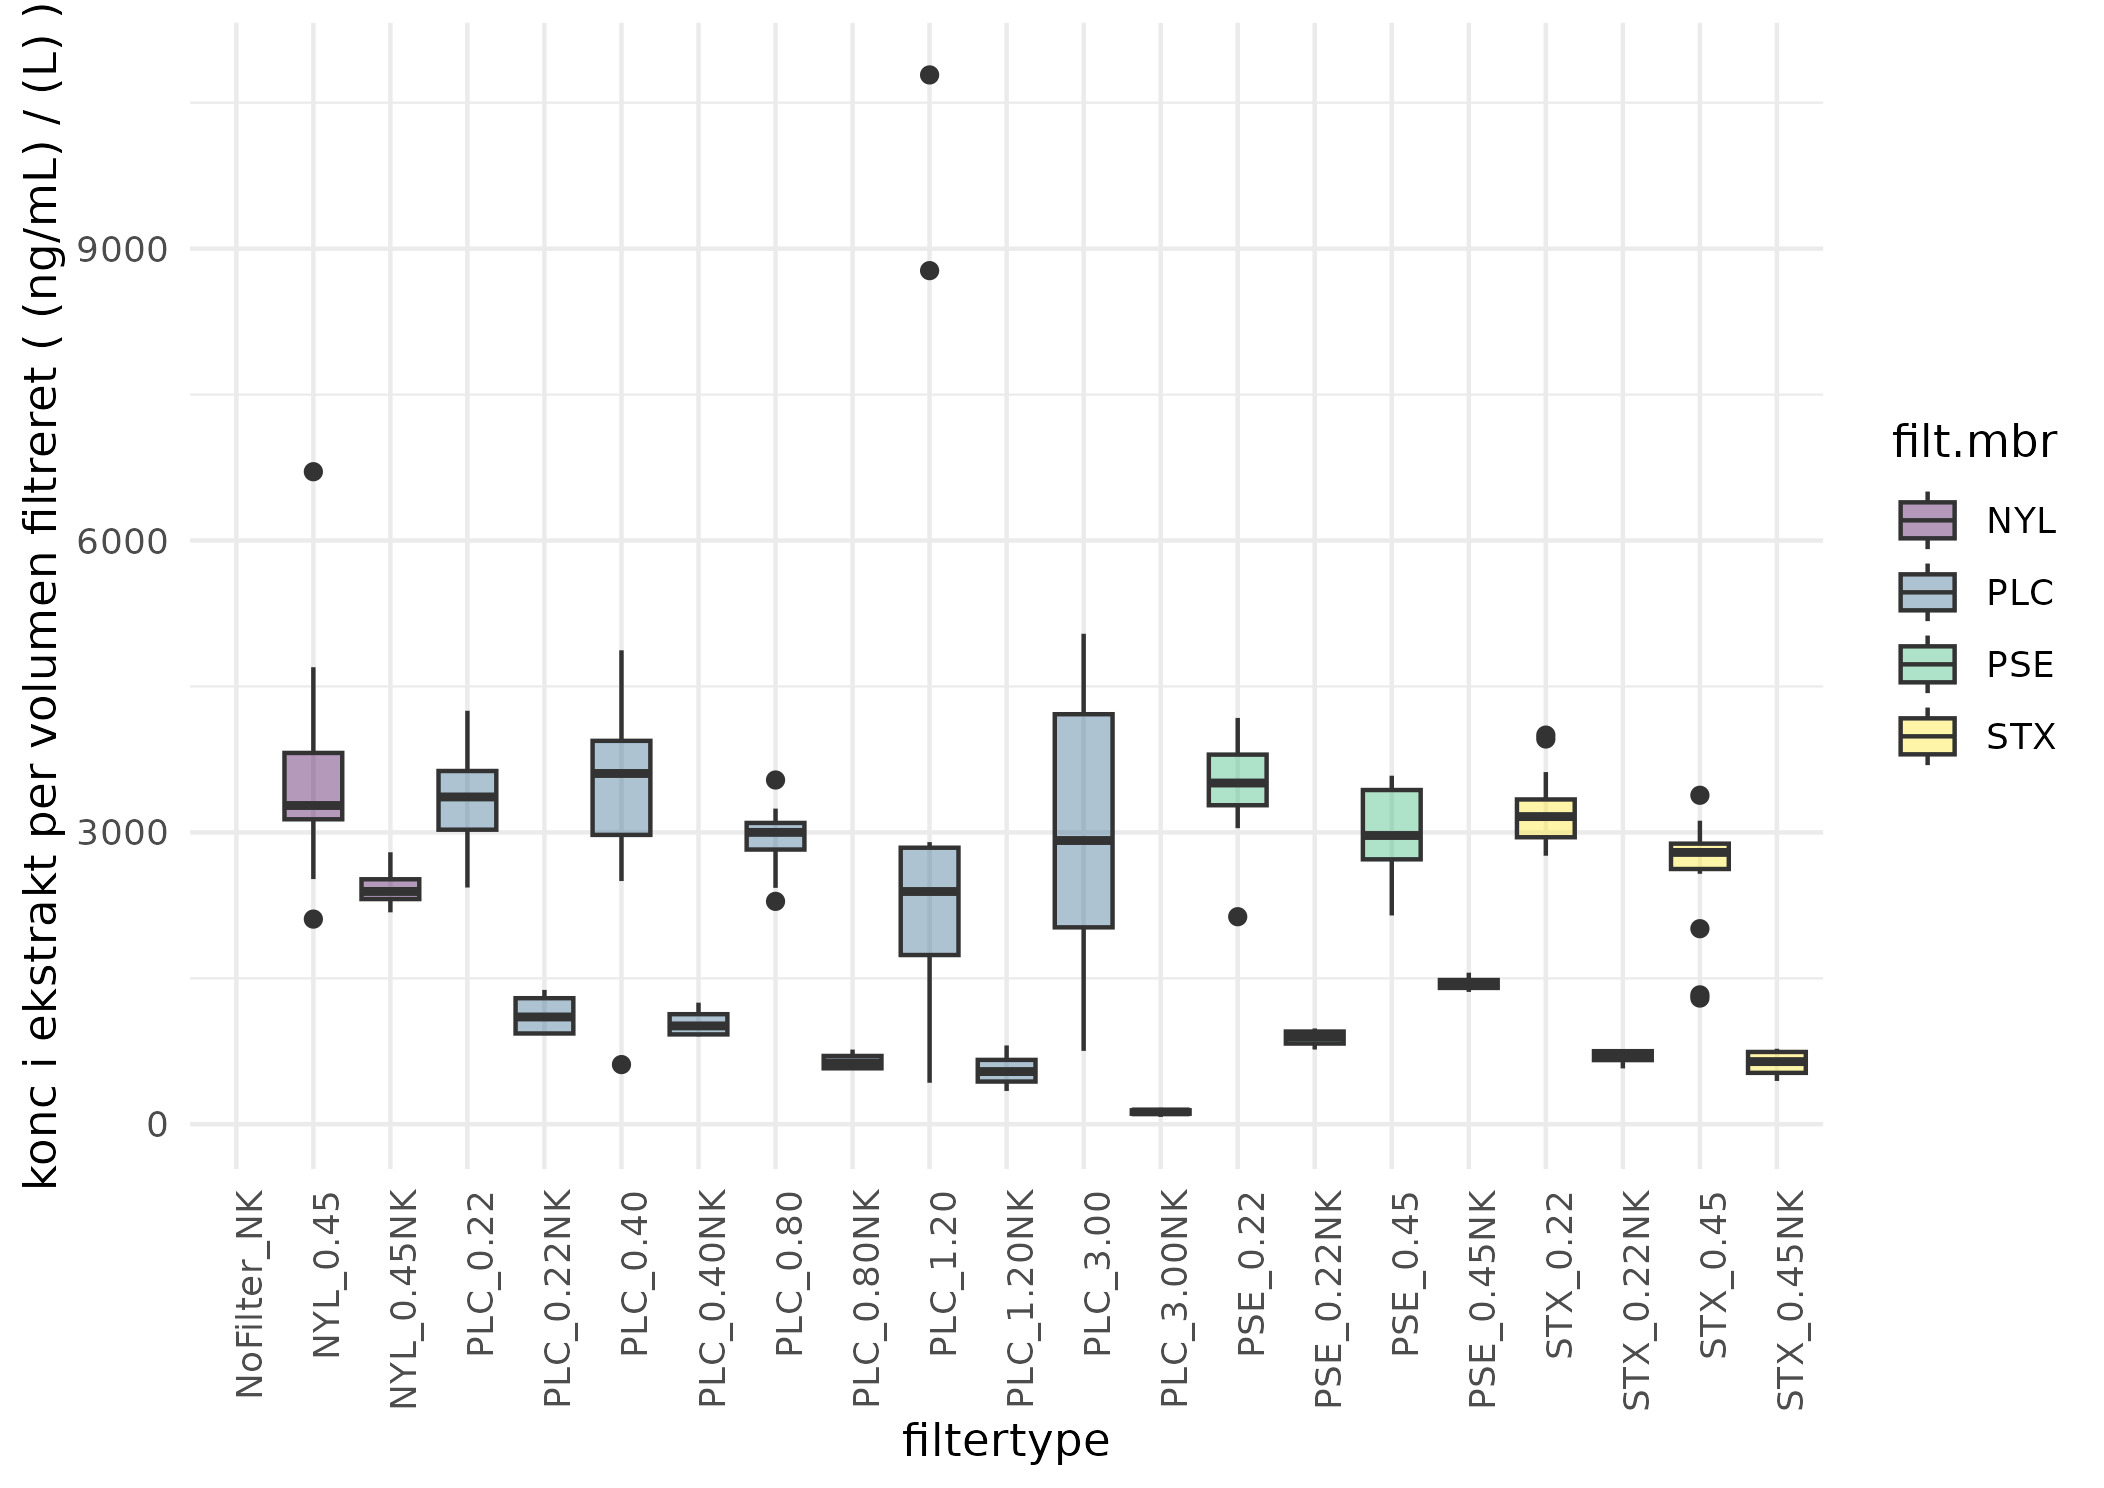 konc i ekstrakt per volumen filtreret ( (ng/mL) / (L) )
9000
6000
3000
0
NoFilter_NK
NYL_0.45
NYL_0.45NK
PLC_0.22
PLC_0.22NK
PLC_0.40
PLC_0.40NK
PLC_0.80
PLC_0.80NK
PLC_1.20
PLC_1.20NK
PLC_3.00
PLC_3.00NK
PSE_0.22
PSE_0.22NK
PSE_0.45
PSE_0.45NK
STX_0.22
STX_0.22NK
STX_0.45
STX_0.45NK
filtertype
filt.mbr
NYL
PLC
PSE
STX